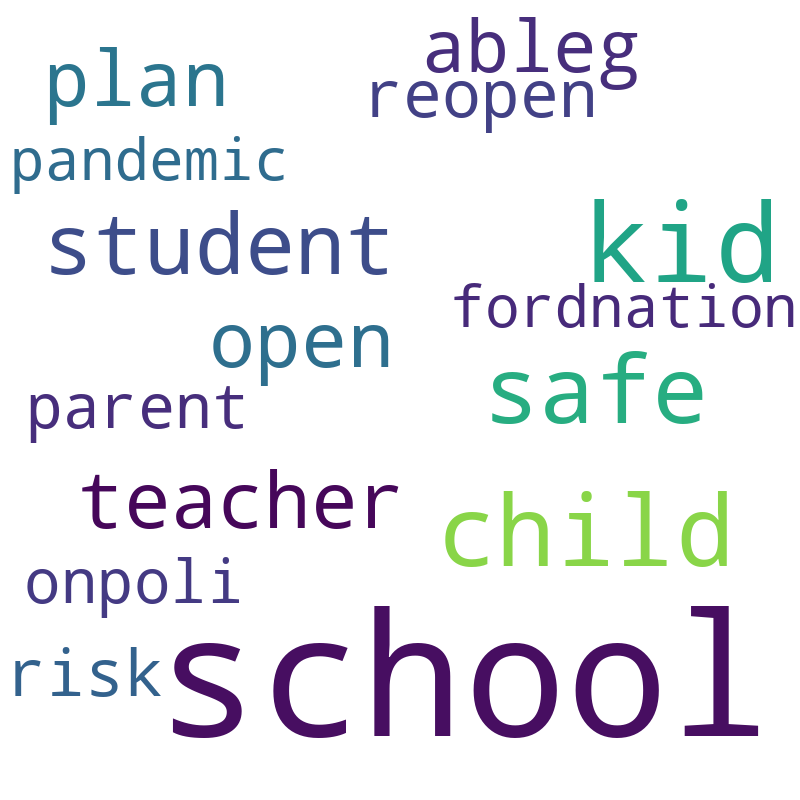 ableg
plan
reopen
pandemic
student
kid
fordnation
open
safe
parent
teacher
child
onpoli
risk
school